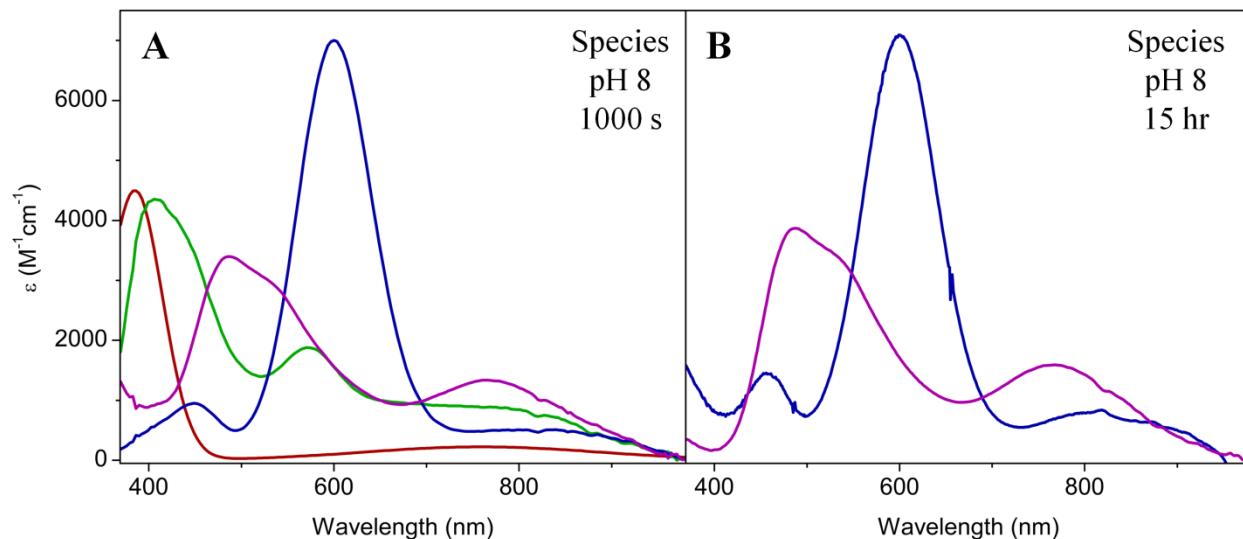 A
Species
pH 8
1000 s
B
Species
pH 8
15 hr
6000
4000
2000
0
ε (M⁻¹cm⁻¹)
400 600 800
400 600 800
Wavelength (nm)
Wavelength (nm)